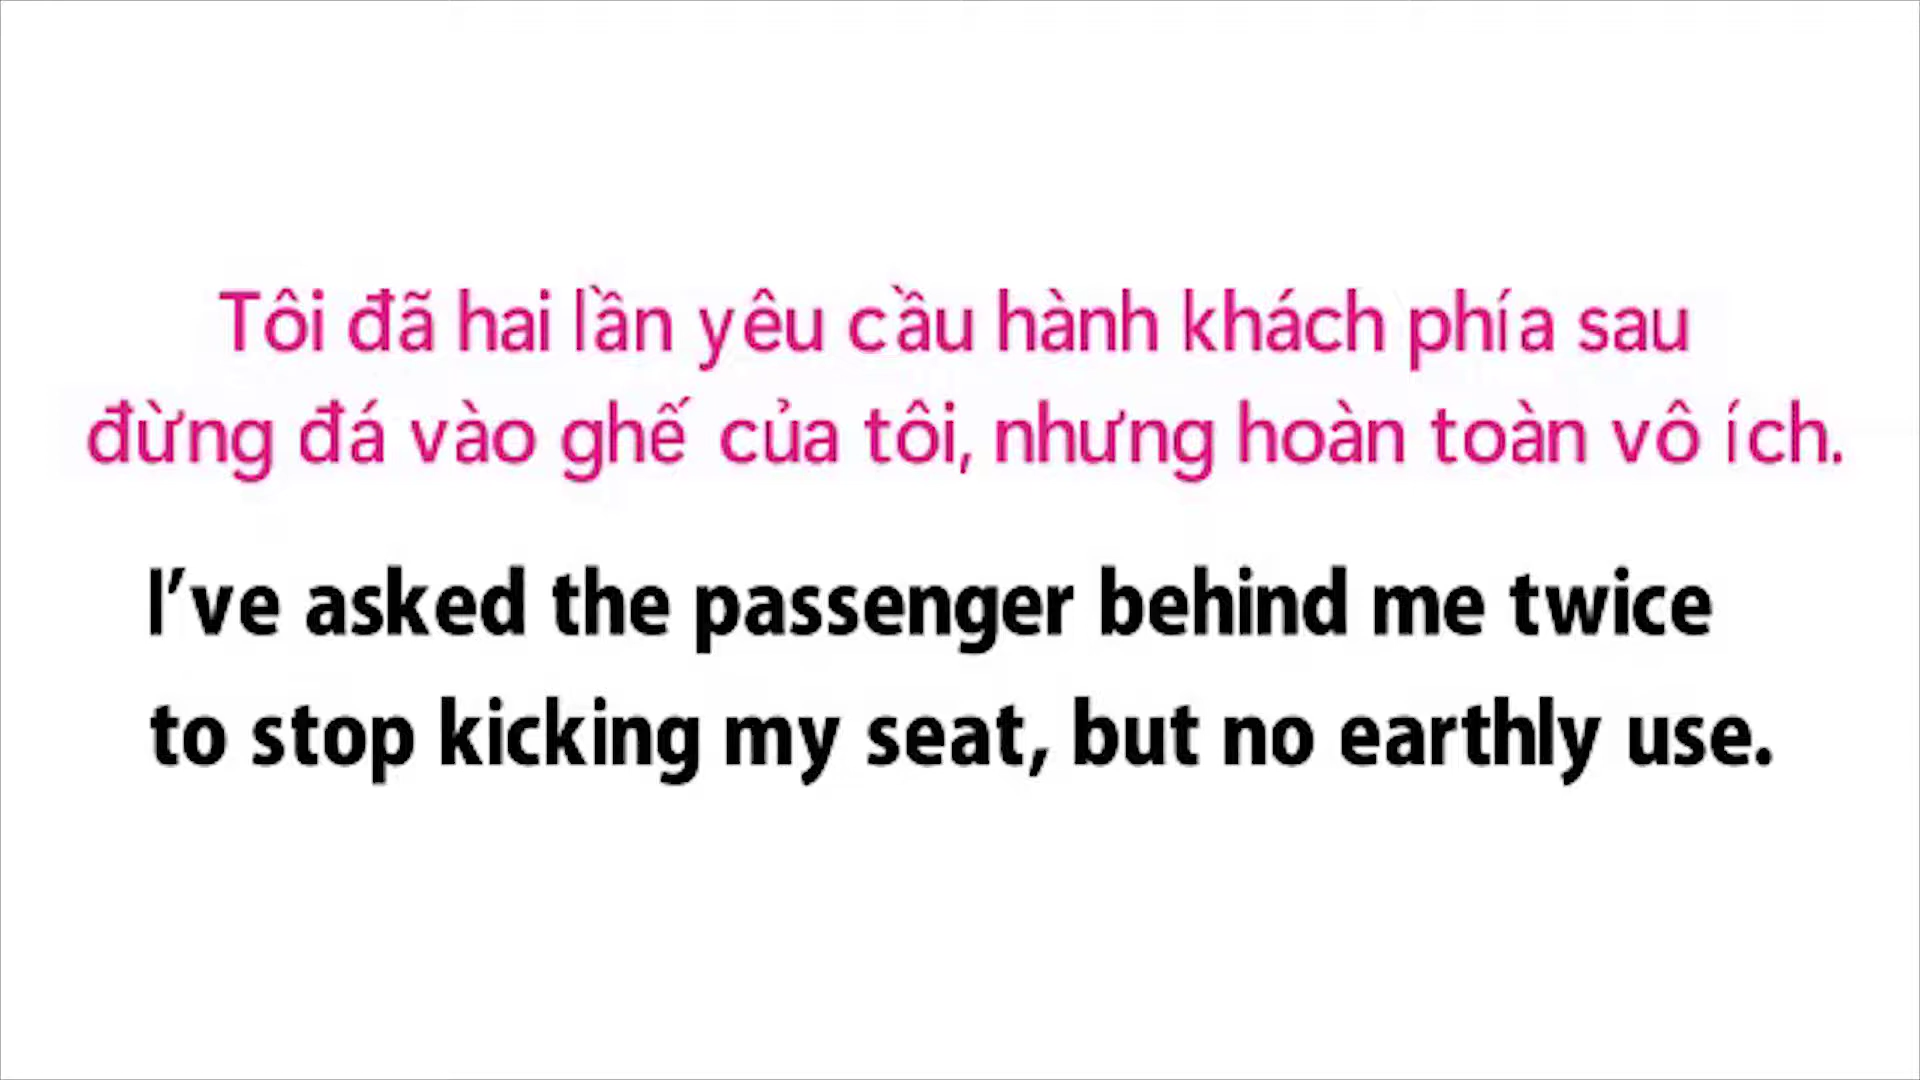 Tôi đã hai lần yêu cầu hành khách phía sau
đừng đá vào ghế của tôi, nhưng hoàn toàn vô ích.
I’ve asked the passenger behind me twice
to stop kicking my seat, but no earthly use.